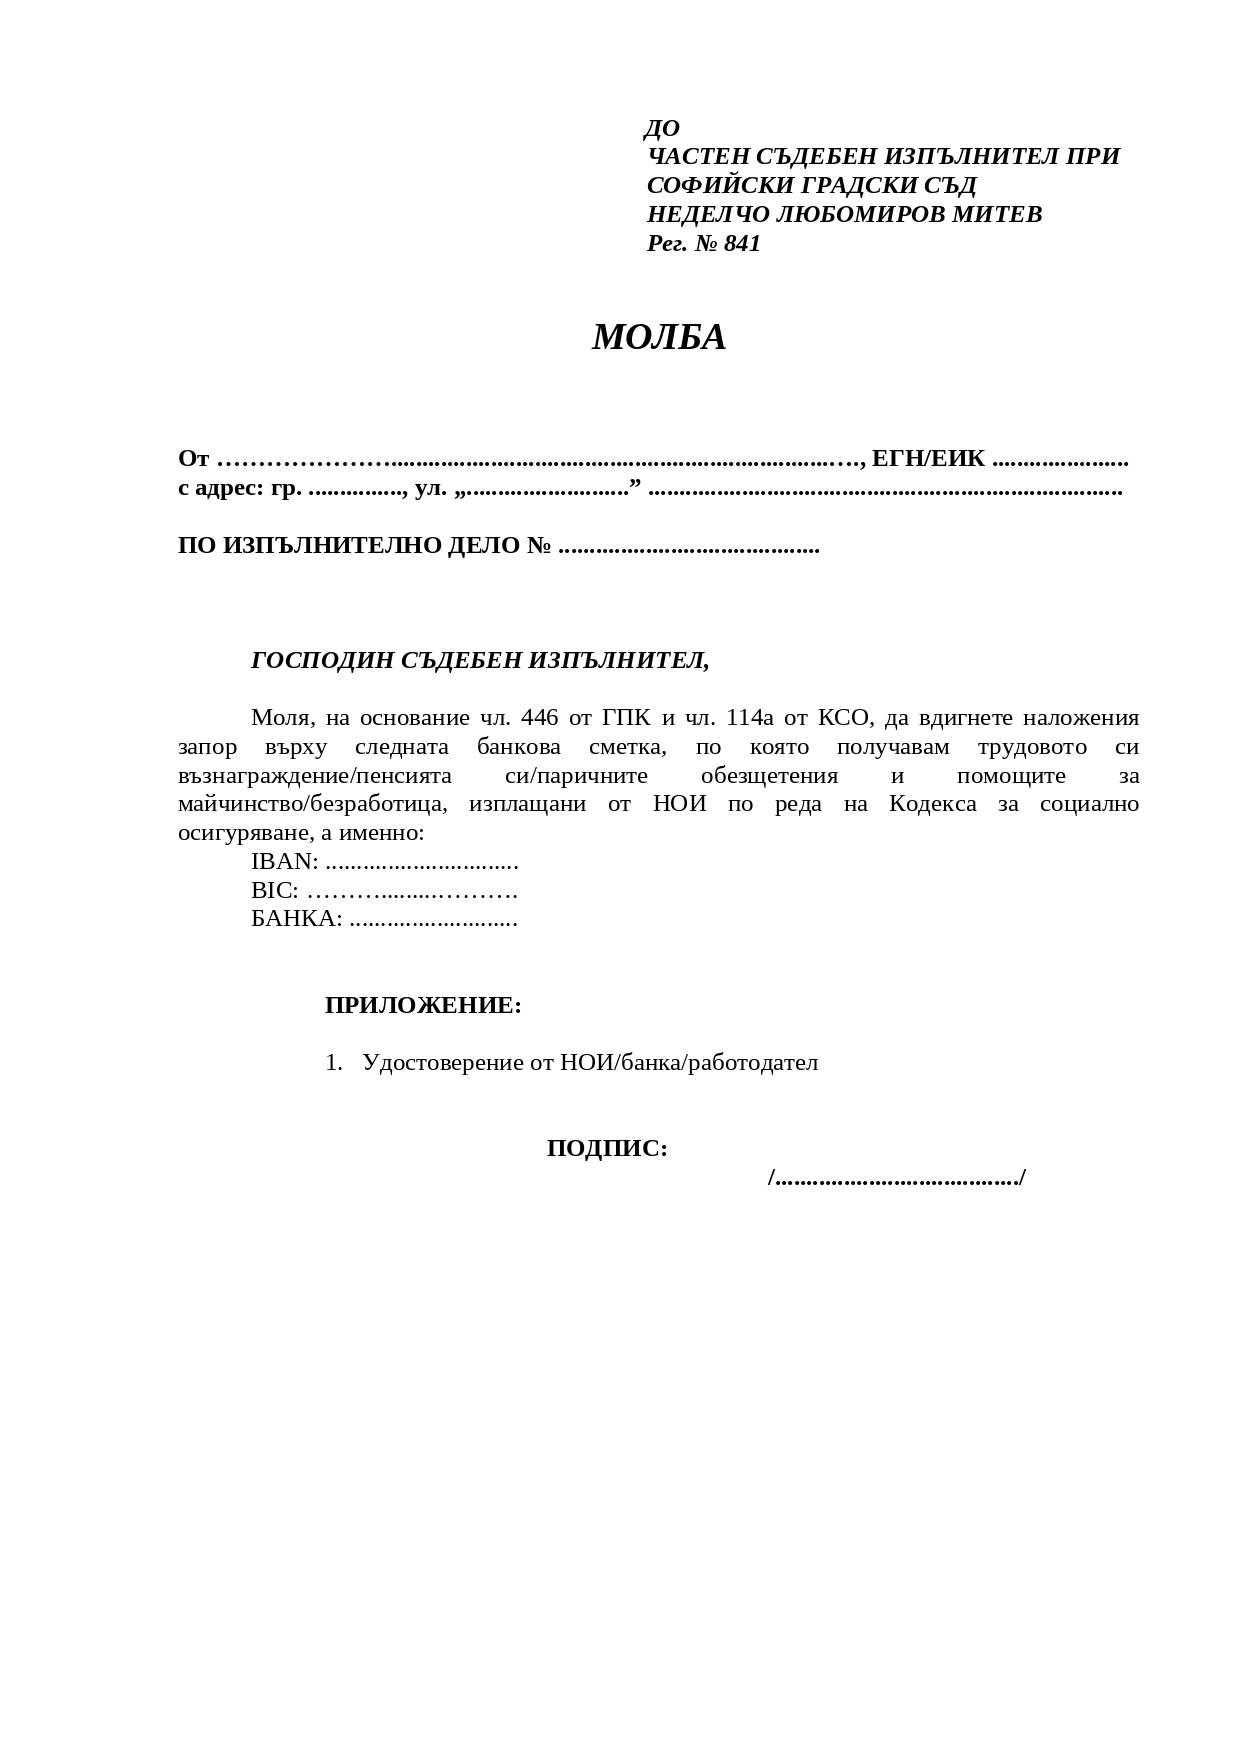 ДО
ЧАСТЕН СЪДЕБЕН ИЗПЪЛНИТЕЛ ПРИ
СОФИЙСКИ ГРАДСКИ СЪД
НЕДЕЛЧО ЛЮБОМИРОВ МИТЕВ
Рег. № 841
МОЛБА
От …………………......................................................................…., ЕГН/ЕИК ......................
с адрес: гр. ..............., ул. „..........................” ............................................................................
ПО ИЗПЪЛНИТЕЛНО ДЕЛО № ..........................................
ГОСПОДИН СЪДЕБЕН ИЗПЪЛНИТЕЛ,
Моля, на основание чл. 446 от ГПК и чл. 114а от КСО, да вдигнете наложения
запор върху следната банкова сметка, по която получавам трудовото си
възнаграждение/пенсията си/паричните обезщетения и помощите за
майчинство/безработица, изплащани от НОИ по реда на Кодекса за социално
осигуряване, а именно:
IBAN: ...............................
BIC: ………..........……….
БАНКА: ...........................
ПРИЛОЖЕНИЕ:
1. Удостоверение от НОИ/банка/работодател
ПОДПИС:
/......................................./